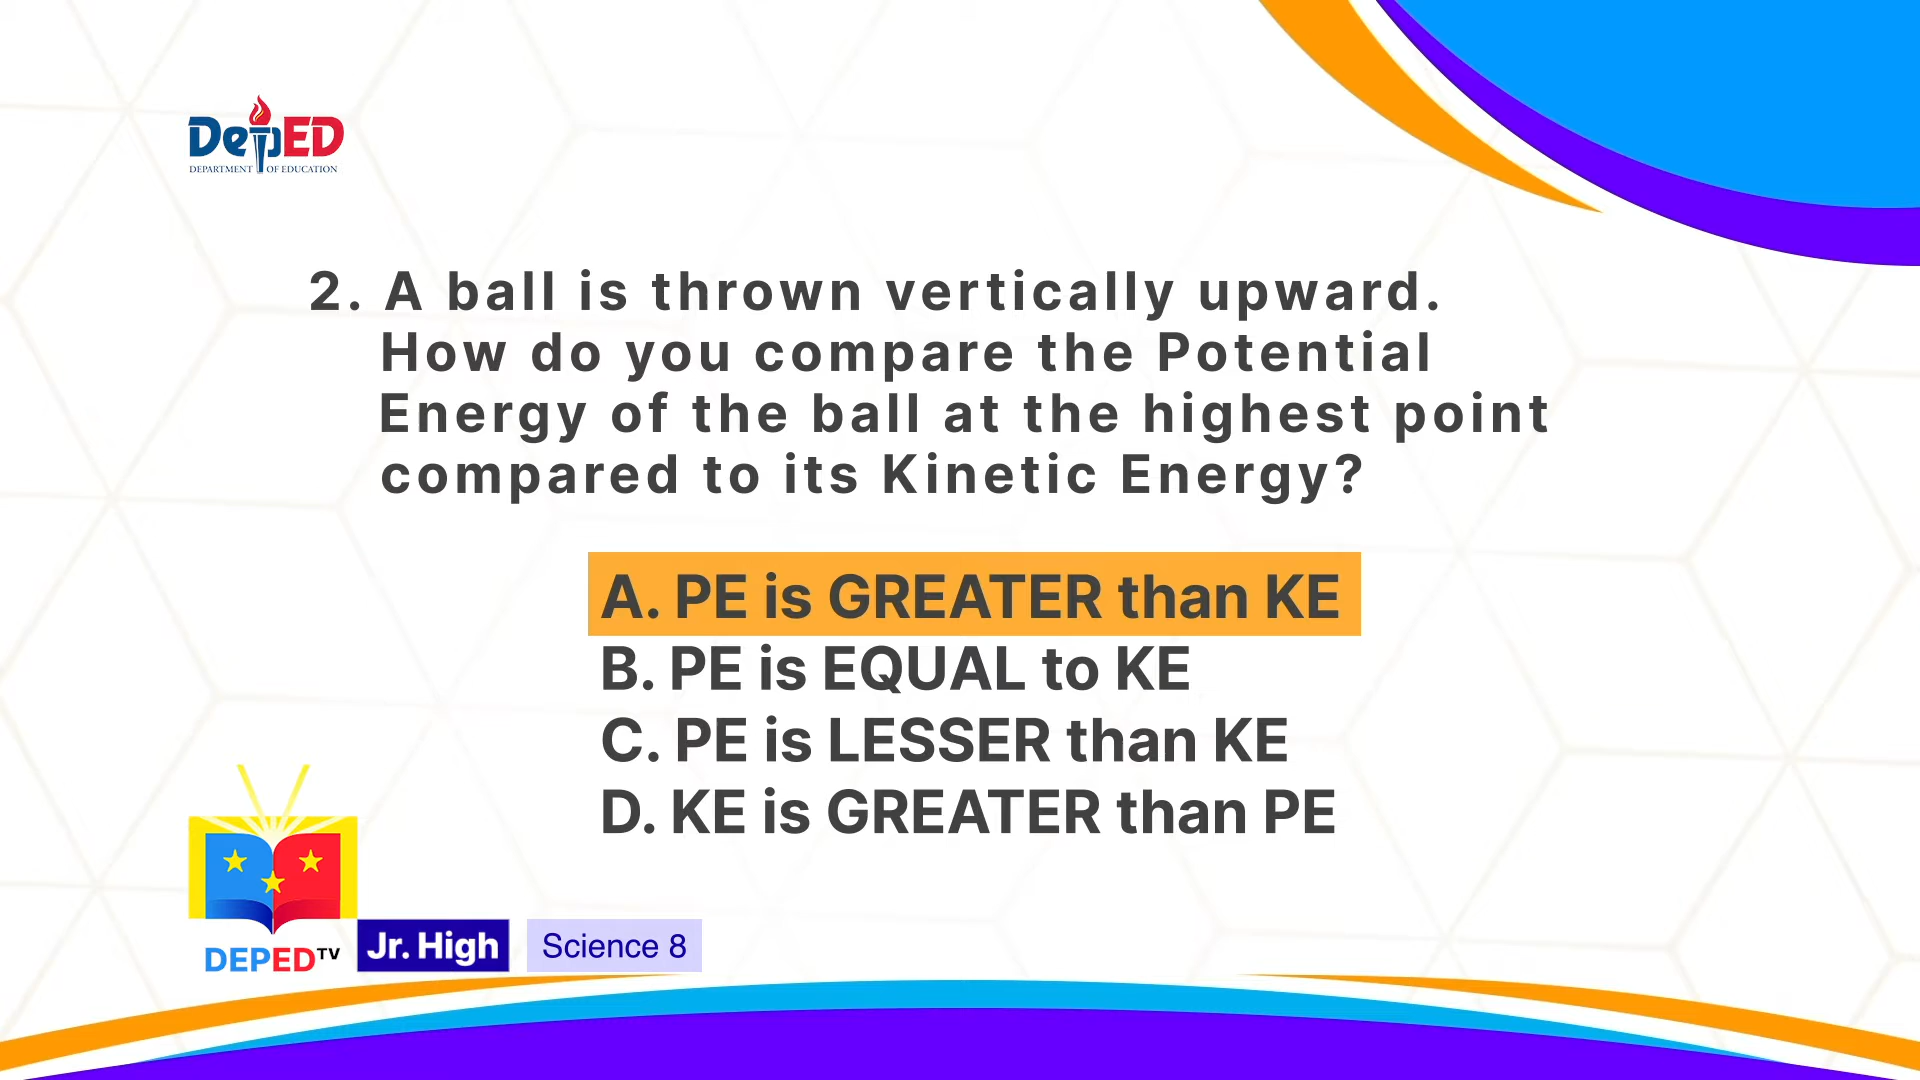 DepED
DEPARTMENT OF EDUCATION
2. A ball is thrown vertically upward.
How do you compare the Potential
Energy of the ball at the highest point
compared to its Kinetic Energy?
A. PE is GREATER than KE
B. PE is EQUAL to KE
C. PE is LESSER than KE
D. KE is GREATER than PE
DEPED TV
Jr. High
Science 8